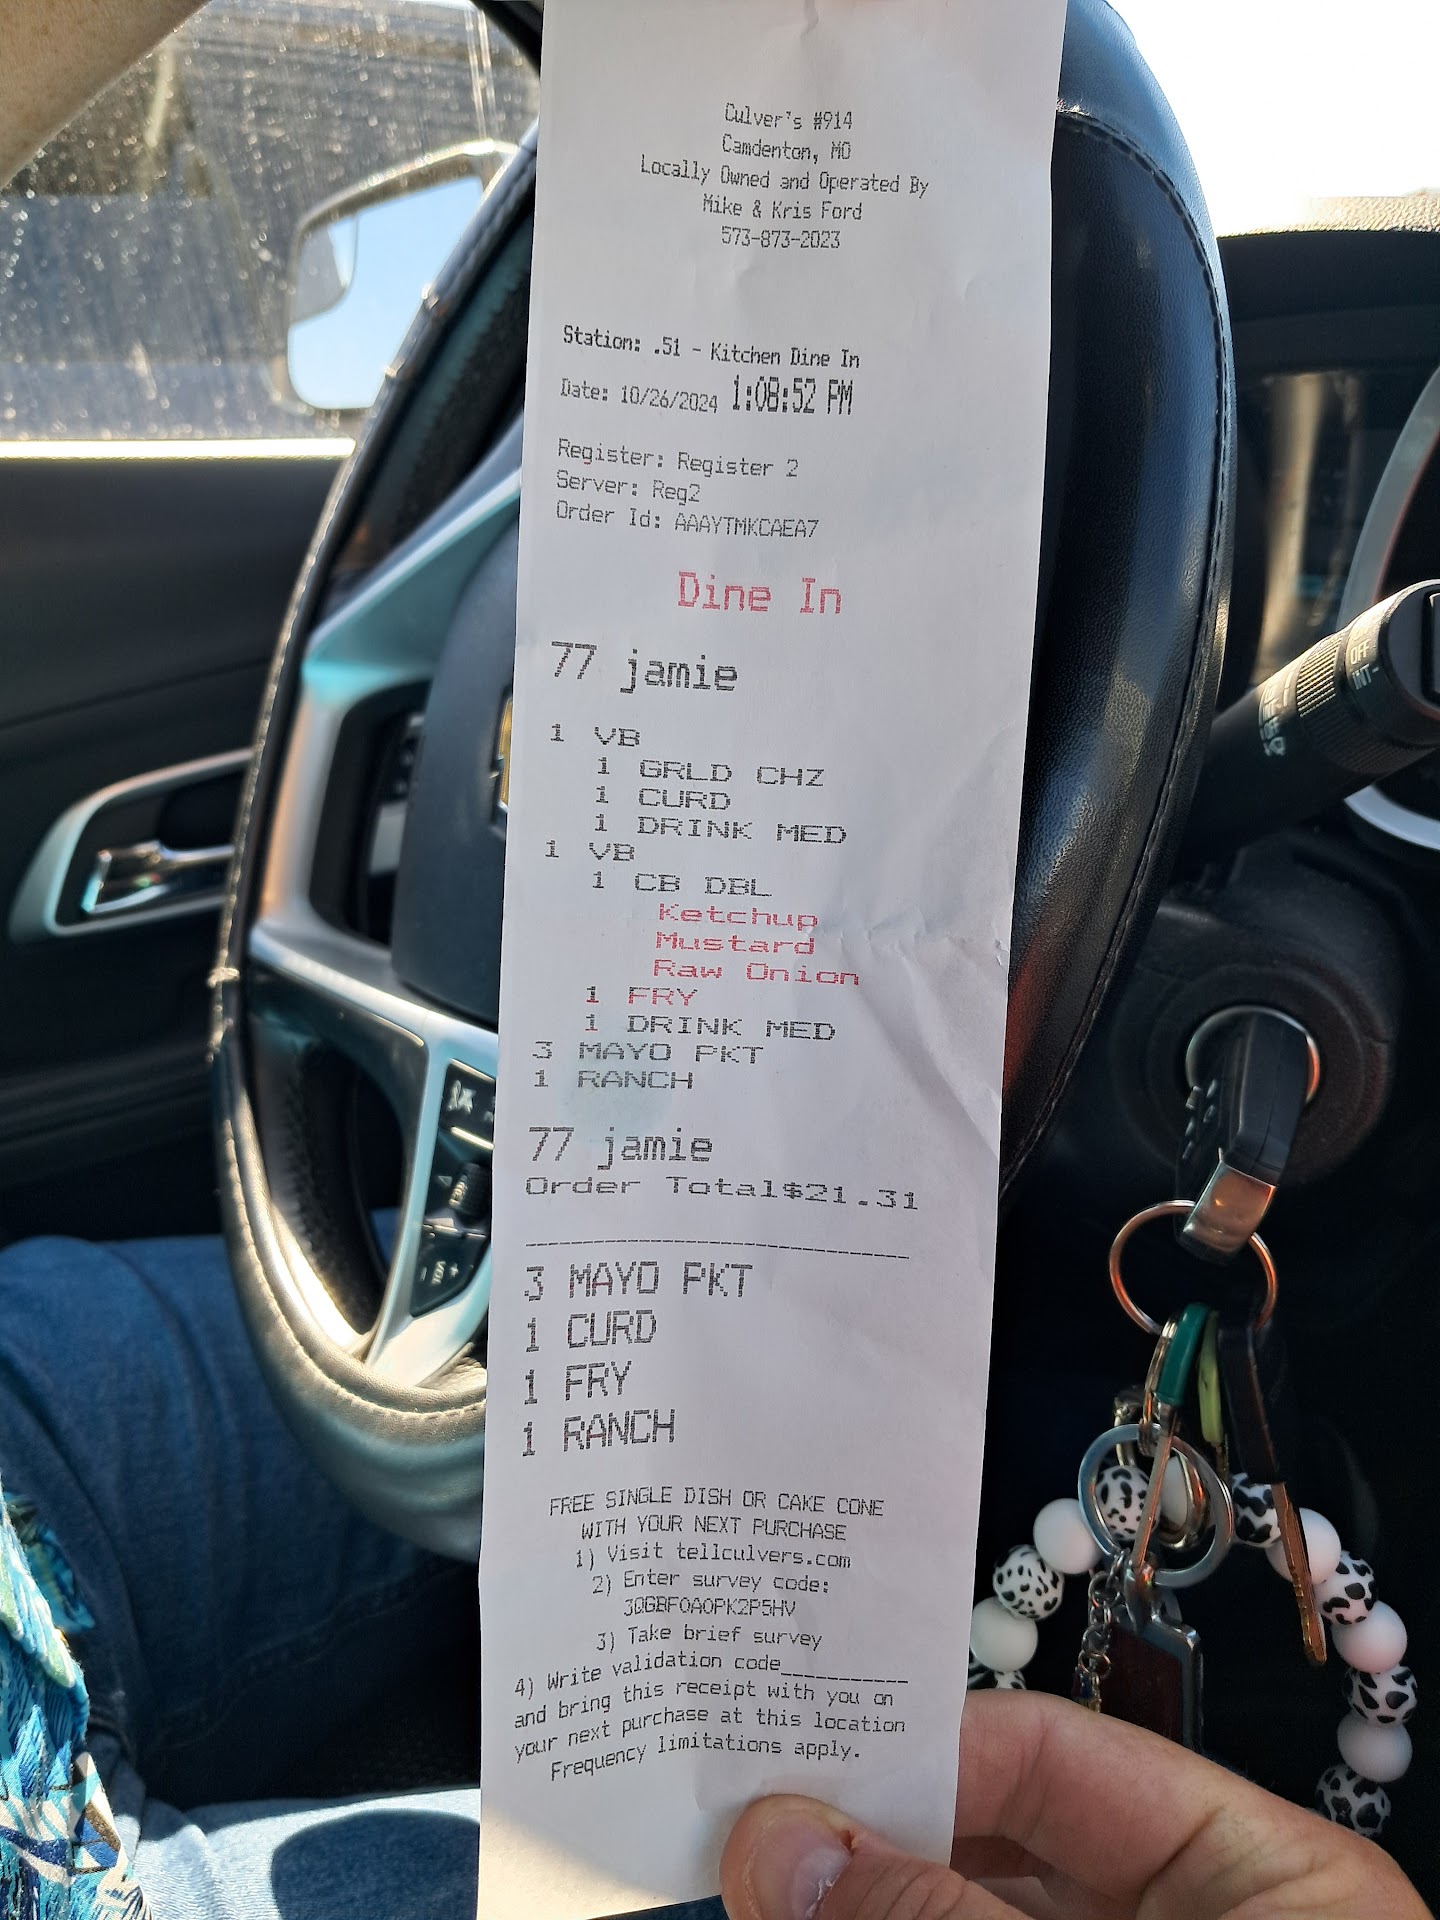 Culver's #914
Camdenton, MO
Locally Owned and Operated By
Mike & Kris Ford
573-873-2023
Station: .51 - Kitchen Dine In
Date: 10/26/2024 1:08:52 PM
Register: Register 2
Server: Reg2
Order Id: AAAYTMKCAEA7
Dine In
77 jamie
1 VB
1 GRLD CHZ
1 CURD
1 DRINK MED
1 VB
1 CB DBL
Ketchup
Mustard
Raw Onion
1 FRY
1 DRINK MED
3 MAYO PKT
1 RANCH
77 jamie
Order Total$21.31
3 MAYO PKT
1 CURD
1 FRY
1 RANCH
FREE SINGLE DISH OR CAKE CONE
WITH YOUR NEXT PURCHASE
1) Visit tellculvers.com
2) Enter survey code:
3QGBFOAOPK2P5HV
3) Take brief survey
4) Write validation code__________
and bring this receipt with you on
your next purchase at this location
Frequency limitations apply.
OFF
INT